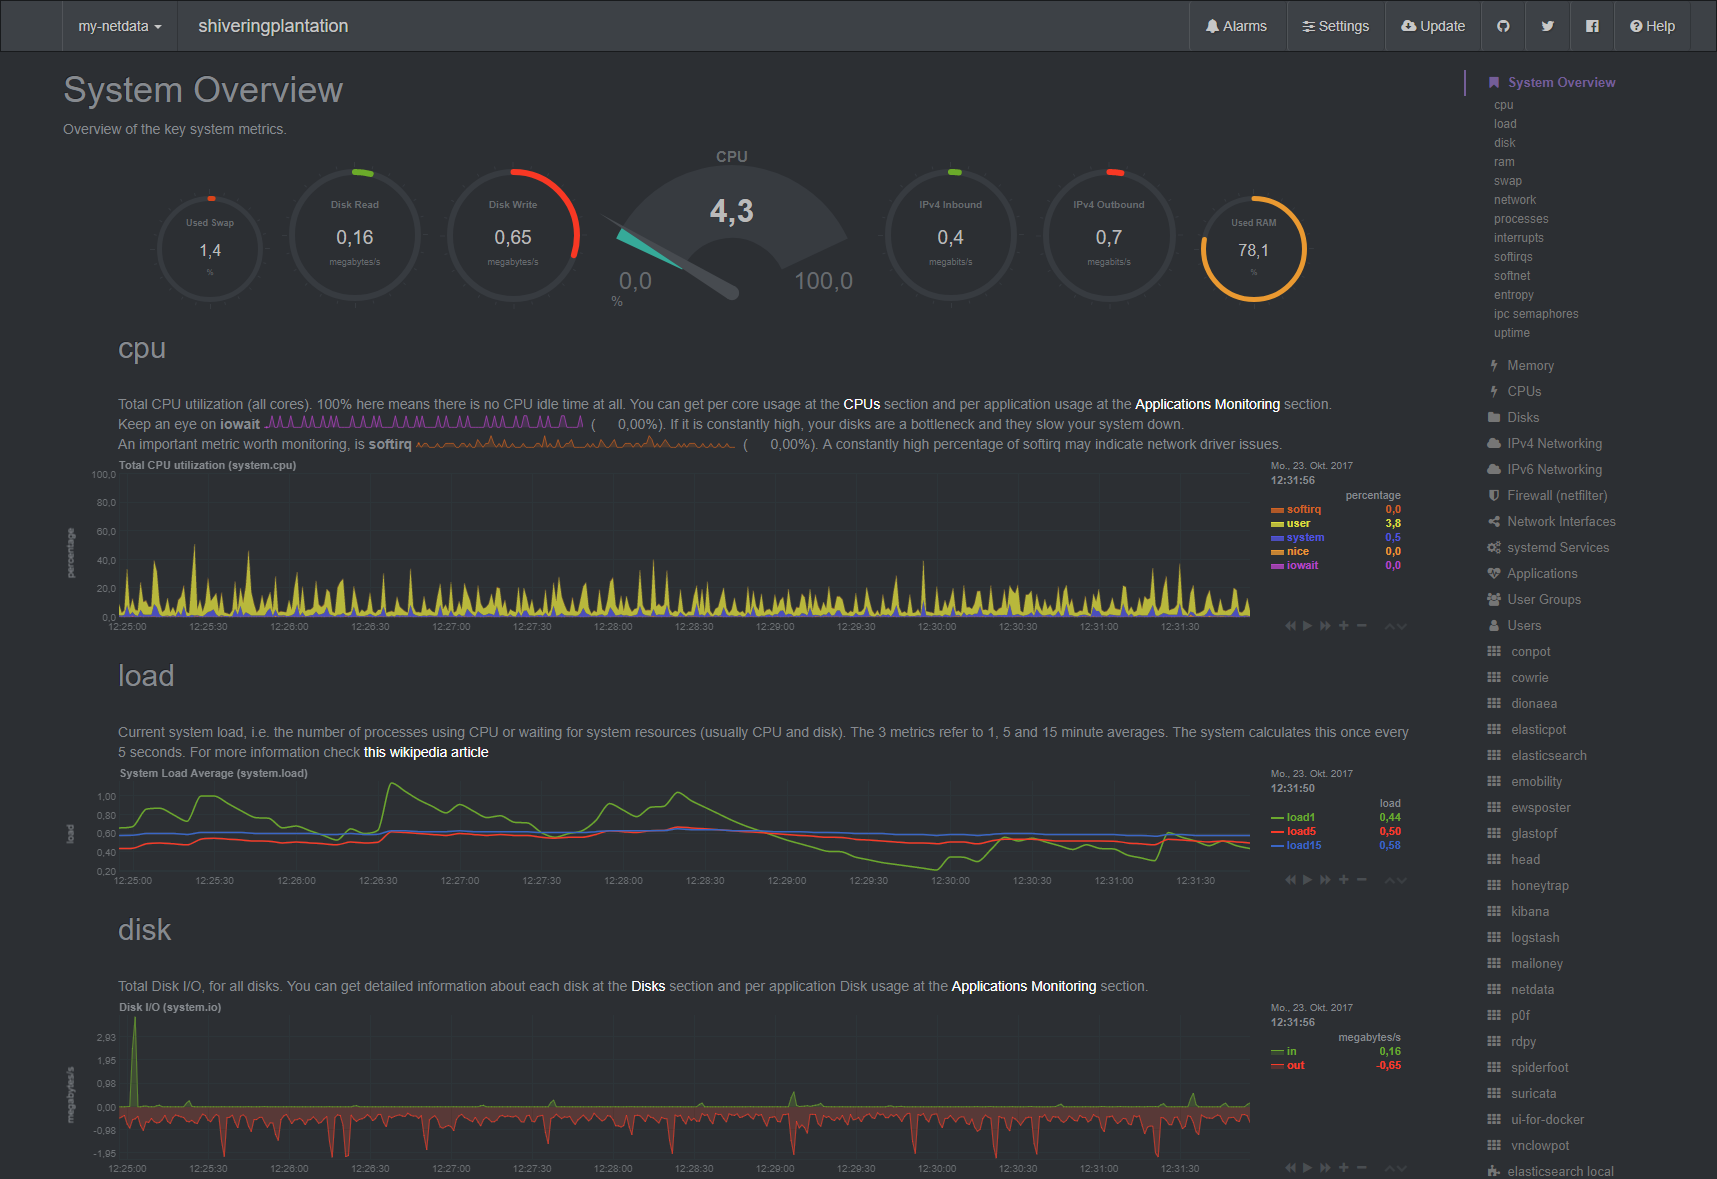 my-netdata
shiveringplantation
Alarms
Settings
Update
Help
System Overview
Overview of the key system metrics.
Used Swap
1,4
%
Disk Read
0,16
megabytes/s
Disk Write
0,65
megabytes/s
CPU
4,3
0,0
100,0
%
IPv4 Inbound
0,4
megabits/s
IPv4 Outbound
0,7
megabits/s
Used RAM
78,1
%
cpu
Total CPU utilization (all cores). 100% here means there is no CPU idle time at all. You can get per core usage at the CPUs section and per application usage at the Applications Monitoring section.
Keep an eye on iowait ( 0,00%). If it is constantly high, your disks are a bottleneck and they slow your system down.
An important metric worth monitoring, is softirq ( 0,00%). A constantly high percentage of softirq may indicate network driver issues.
Total CPU utilization (system.cpu)
percentage
100,0
80,0
60,0
40,0
20,0
0,0
12:25:00 12:25:30 12:26:00 12:26:30 12:27:00 12:27:30 12:28:00 12:28:30 12:29:00 12:29:30 12:30:00 12:30:30 12:31:00 12:31:30
Mo., 23. Okt. 2017
12:31:56
percentage
softirq 0,0
user 3,8
system 0,5
nice 0,0
iowait 0,0
load
Current system load, i.e. the number of processes using CPU or waiting for system resources (usually CPU and disk). The 3 metrics refer to 1, 5 and 15 minute averages. The system calculates this once every
5 seconds. For more information check this wikipedia article
System Load Average (system.load)
load
1,00
0,80
0,60
0,40
0,20
12:25:00 12:25:30 12:26:00 12:26:30 12:27:00 12:27:30 12:28:00 12:28:30 12:29:00 12:29:30 12:30:00 12:30:30 12:31:00 12:31:30
Mo., 23. Okt. 2017
12:31:50
load
load1 0,44
load5 0,50
load15 0,58
disk
Total Disk I/O, for all disks. You can get detailed information about each disk at the Disks section and per application Disk usage at the Applications Monitoring section.
Disk I/O (system.io)
megabytes/s
2,93
1,95
0,98
0,00
-0,98
-1,95
12:25:00 12:25:30 12:26:00 12:26:30 12:27:00 12:27:30 12:28:00 12:28:30 12:29:00 12:29:30 12:30:00 12:30:30 12:31:00 12:31:30
Mo., 23. Okt. 2017
12:31:56
megabytes/s
in 0,16
out -0,65
System Overview
cpu
load
disk
ram
swap
network
processes
interrupts
softirqs
softnet
entropy
ipc semaphores
uptime
Memory
CPUs
Disks
IPv4 Networking
IPv6 Networking
Firewall (netfilter)
Network Interfaces
systemd Services
Applications
User Groups
Users
conpot
cowrie
dionaea
elasticpot
elasticsearch
emobility
ewsposter
glastopf
head
honeytrap
kibana
logstash
mailoney
netdata
p0f
rdpy
spiderfoot
suricata
ui-for-docker
vnclowpot
elasticsearch local